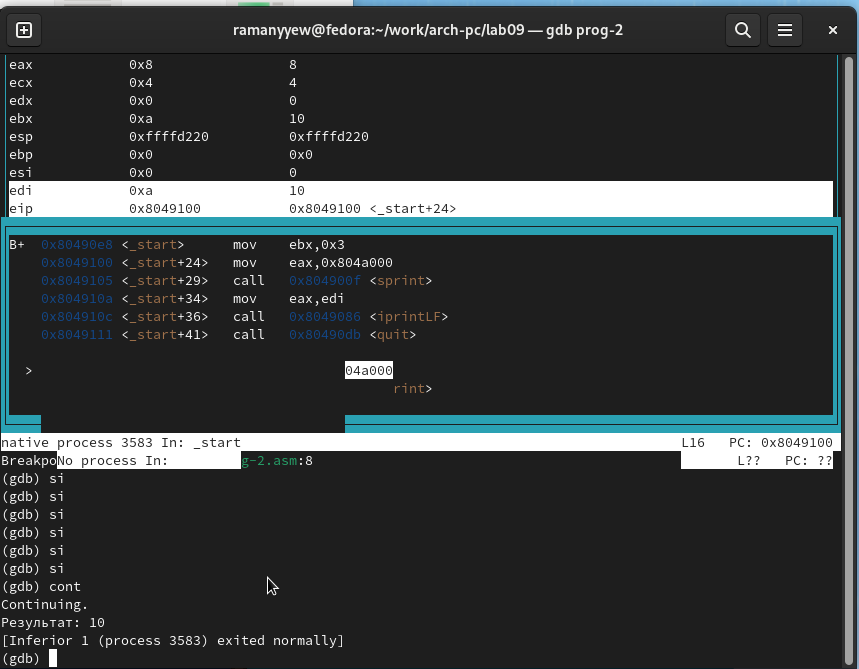 ramanyyew@fedora:~/work/arch-pc/lab09 — gdb prog-2
eax 0x8 8
ecx 0x4 4
edx 0x0 0
ebx 0xa 10
esp 0xffffd220 0xffffd220
ebp 0x0 0x0
esi 0x0 0
edi 0xa 10
eip 0x8049100 0x8049100 <_start+24>
B+ 0x80490e8 <_start> mov ebx,0x3
0x8049100 <_start+24> mov eax,0x804a000
0x8049105 <_start+29> call 0x804900f <sprint>
0x804910a <_start+34> mov eax,edi
0x804910c <_start+36> call 0x8049086 <iprintLF>
0x8049111 <_start+41> call 0x80490db <quit>
> 04a000
rint>
native process 3583 In: _start L16 PC: 0x8049100
BreakpoNo process In: g-2.asm:8 L?? PC: ??
(gdb) si
(gdb) si
(gdb) si
(gdb) si
(gdb) si
(gdb) si
(gdb) cont
Continuing.
Результат: 10
[Inferior 1 (process 3583) exited normally]
(gdb)